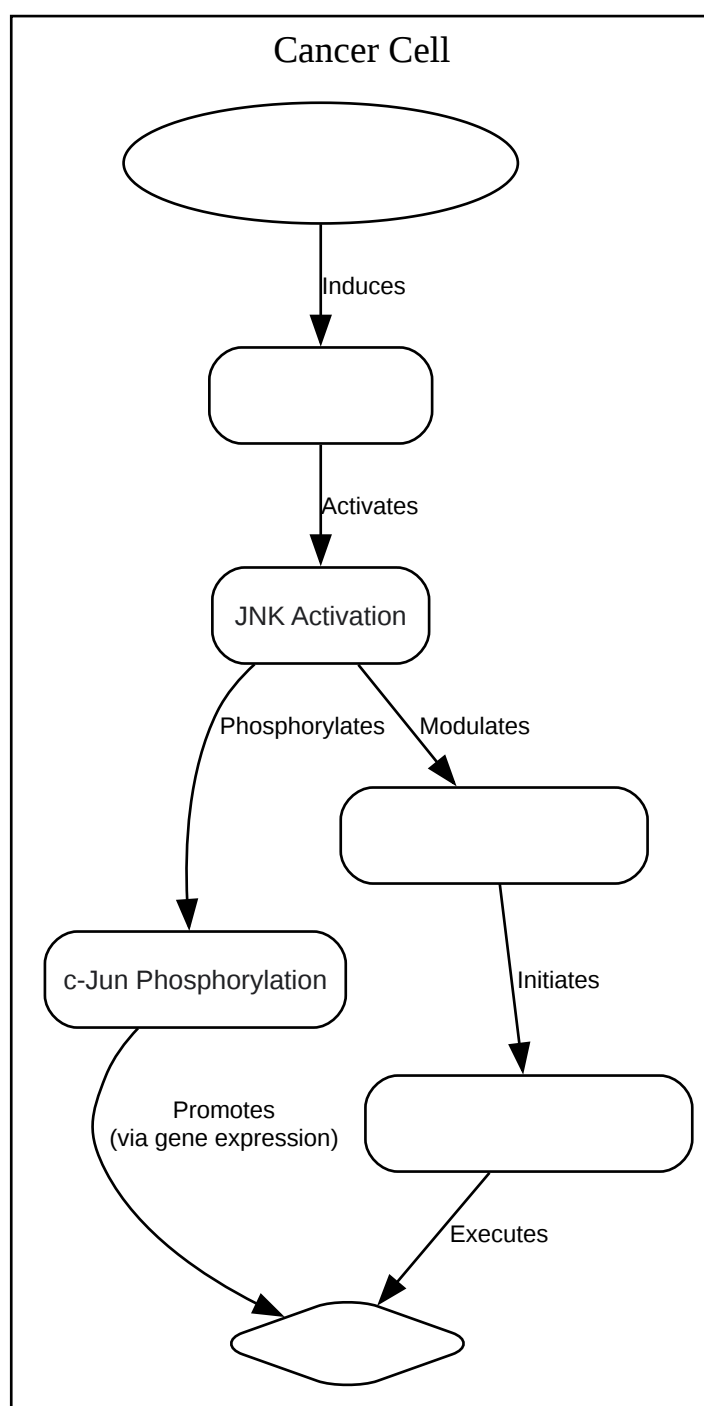 Cancer Cell
Induces
Activates
JNK Activation
Phosphorylates
Modulates
c-Jun Phosphorylation
Initiates
Promotes
(via gene expression)
Executes